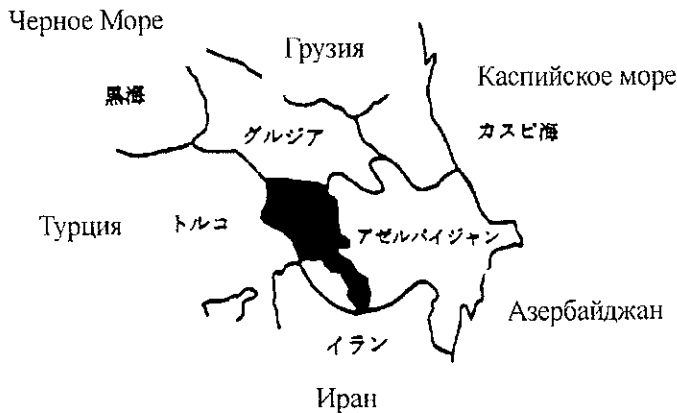 Черное Море
Грузия
Каспийское море
黒海
グルジア
カスピ海
Турция
トルコ
アゼルバイジャン
Азербайджан
イラン
Иран